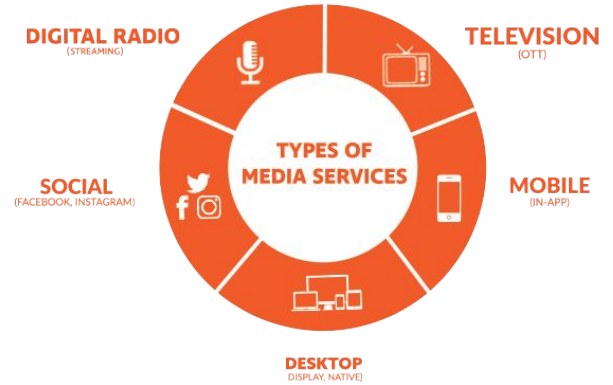 DIGITAL RADIO
(STREAMING)
TELEVISION
(OTT)
TYPES OF
MEDIA SERVICES
SOCIAL
(FACEBOOK, INSTAGRAM)
MOBILE
(IN-APP)
DESKTOP
DISPLAY, NATIVE)